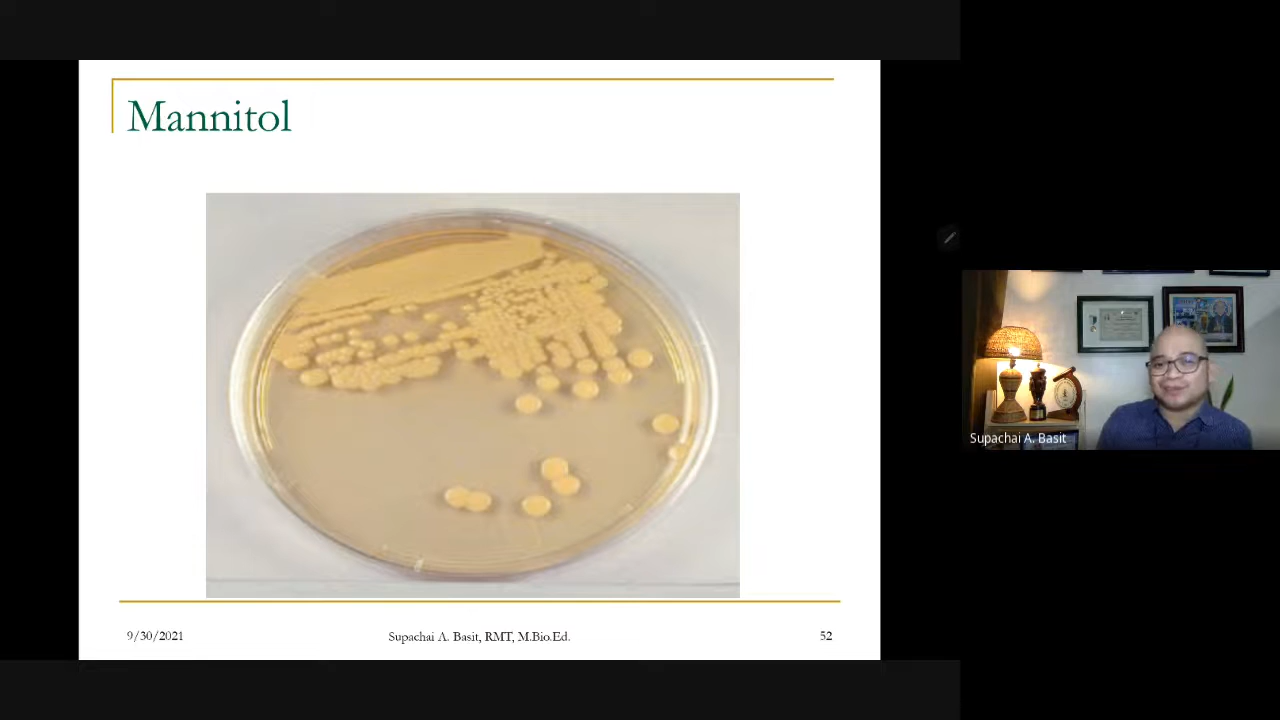 Mannitol
9/30/2021
Supachai A. Basit, RMT, M.Bio.Ed.
52
Supachai A. Basit